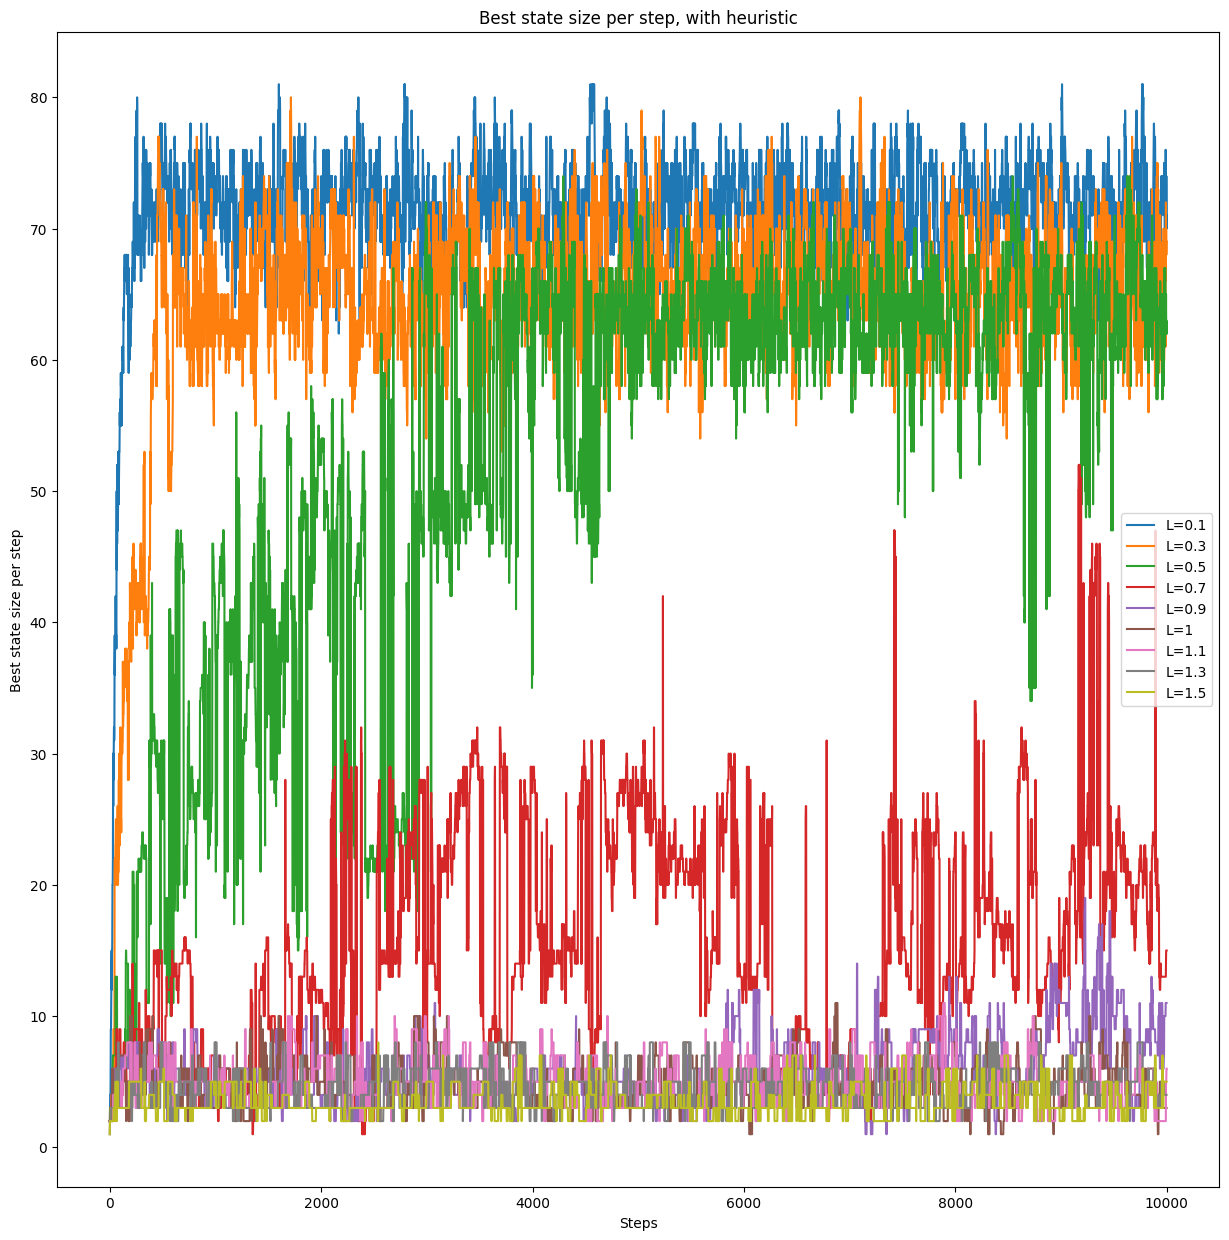 Best state size per step, with heuristic
Best state size per step
80
70
60
50
40
30
20
10
0
L=0.1
L=0.3
L=0.5
L=0.7
L=0.9
L=1
L=1.1
L=1.3
L=1.5
0
2000
4000
6000
8000
10000
Steps